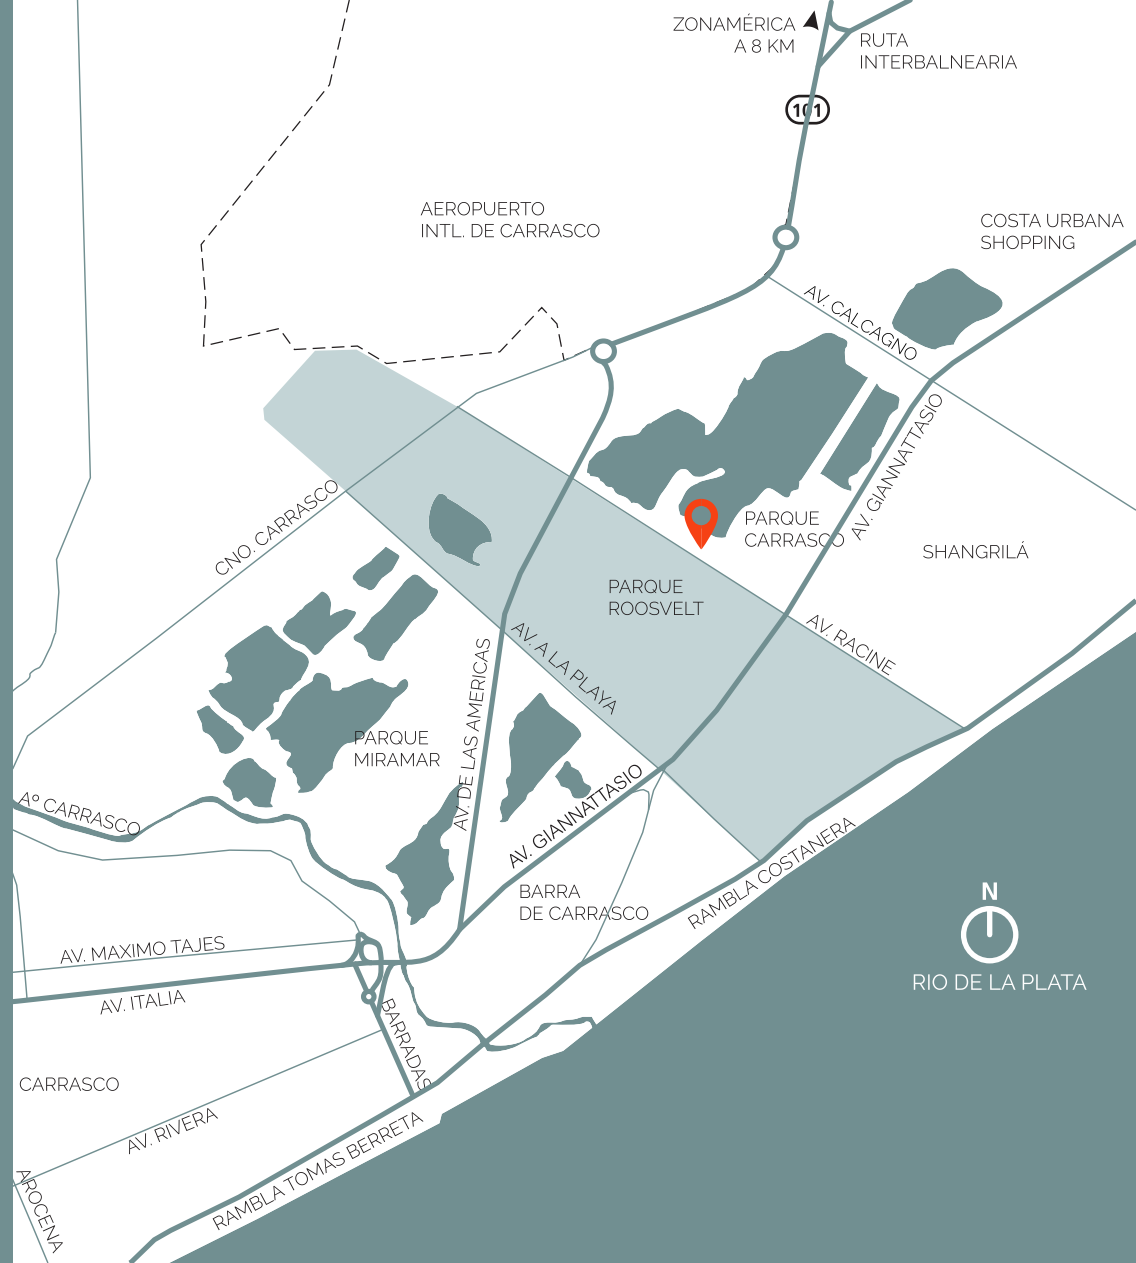 ZONAMÉRICA
A 8 KM
RUTA
INTERBALNEARIA
101
AEROPUERTO
INTL. DE CARRASCO
COSTA URBANA
SHOPPING
AV. CALCAGNO
AV. GIANNATTASIO
CNO. CARRASCO
PARQUE
CARRASCO
SHANGRILÁ
PARQUE
ROOSVELT
AV. RACINE
AV. A LA PLAYA
AV. DE LAS AMERICAS
PARQUE
MIRAMAR
Aº CARRASCO
AV. GIANNATTASIO
RAMBLA COSTANERA
BARRA
DE CARRASCO
N
RIO DE LA PLATA
AV. MAXIMO TAJES
AV. ITALIA
BARRADAS
CARRASCO
AV. RIVERA
RAMBLA TOMAS BERRETA
AROCENA